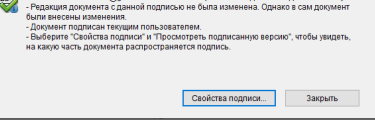 - Редакция документа с данной подписью не была изменена. Однако в сам документ
были внесены изменения.
- Документ подписан текущим пользователем.
- Выберите "Свойства подписи" и "Просмотреть подписанную версию", чтобы увидеть,
на какую часть документа распространяется подпись.
Свойства подписи... Закрыть